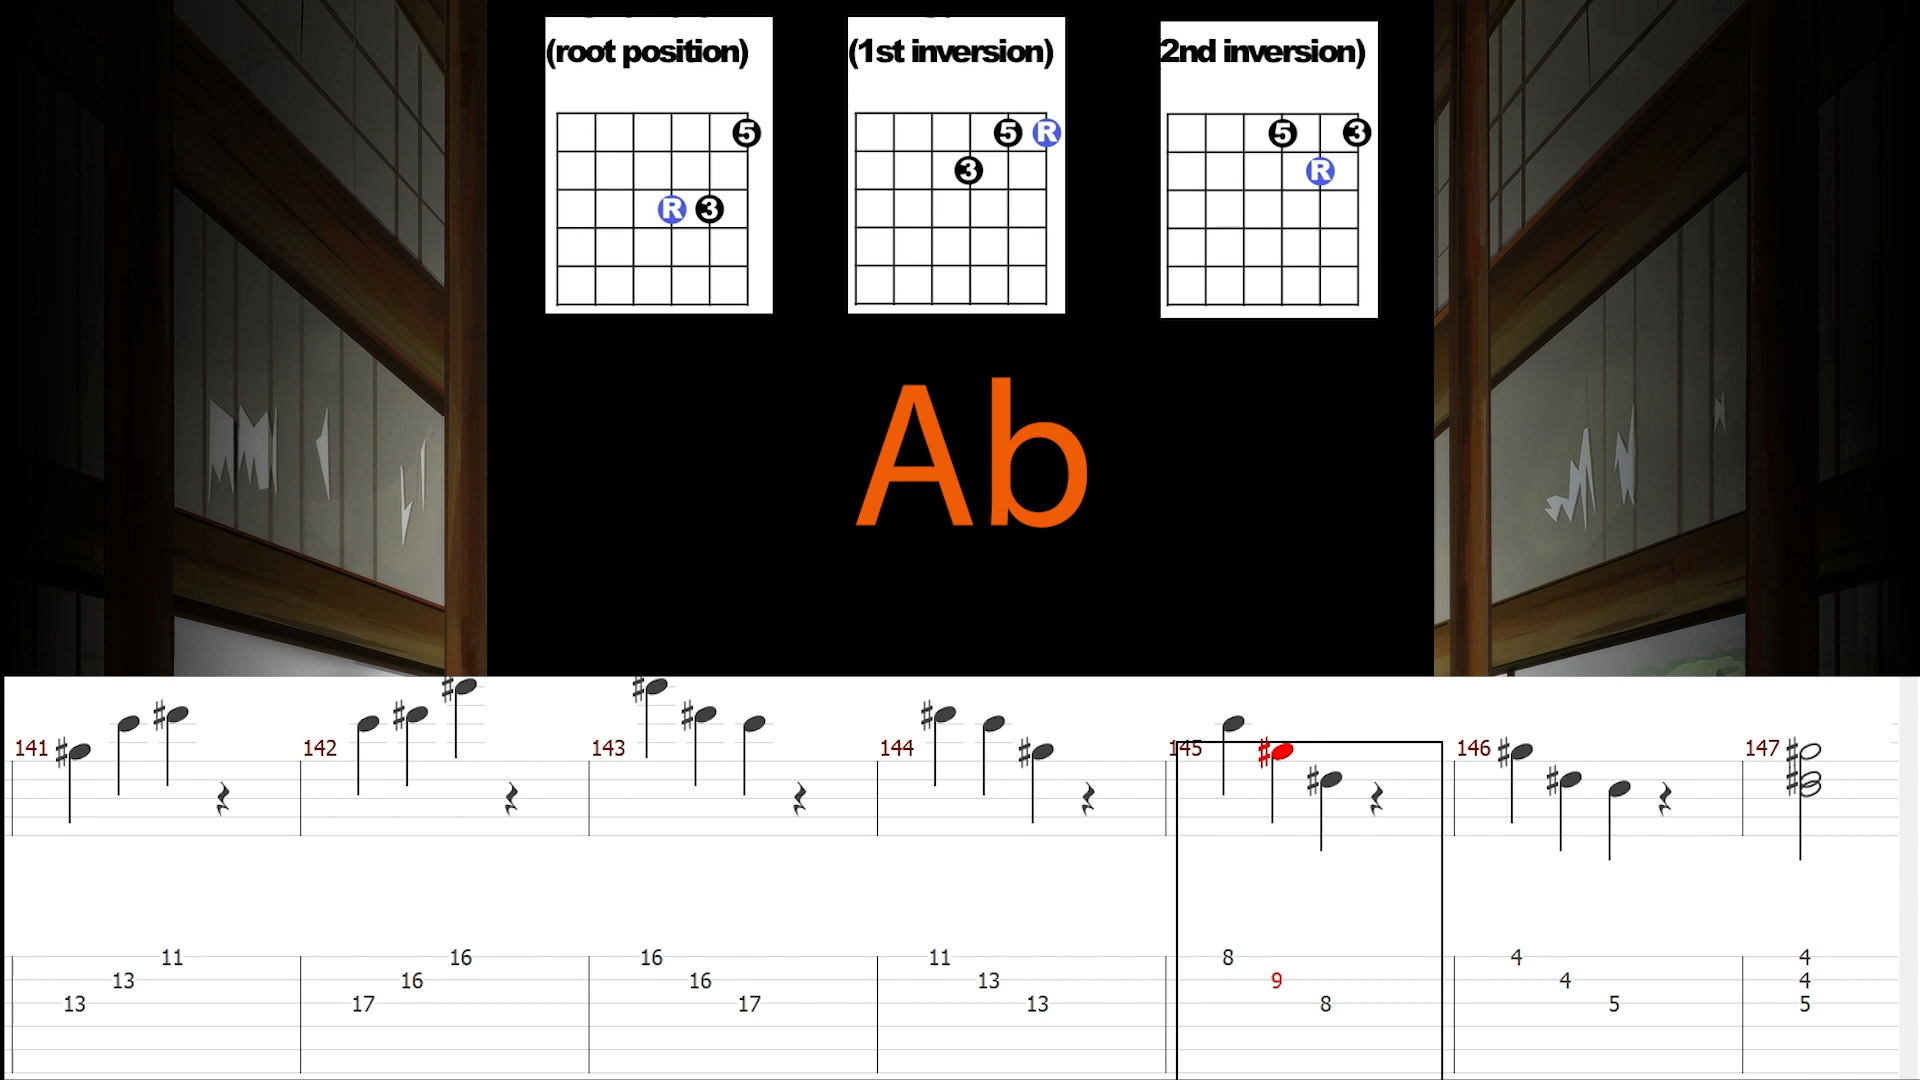 (root position)
(1st inversion)
2nd inversion)
5
R 3
5 R
3
5 3
R
Ab
141 142 143 144 145 146 147
11 16 16 11 8 4 4
13 16 16 13 9 4 4
13 17 17 13 8 5 5